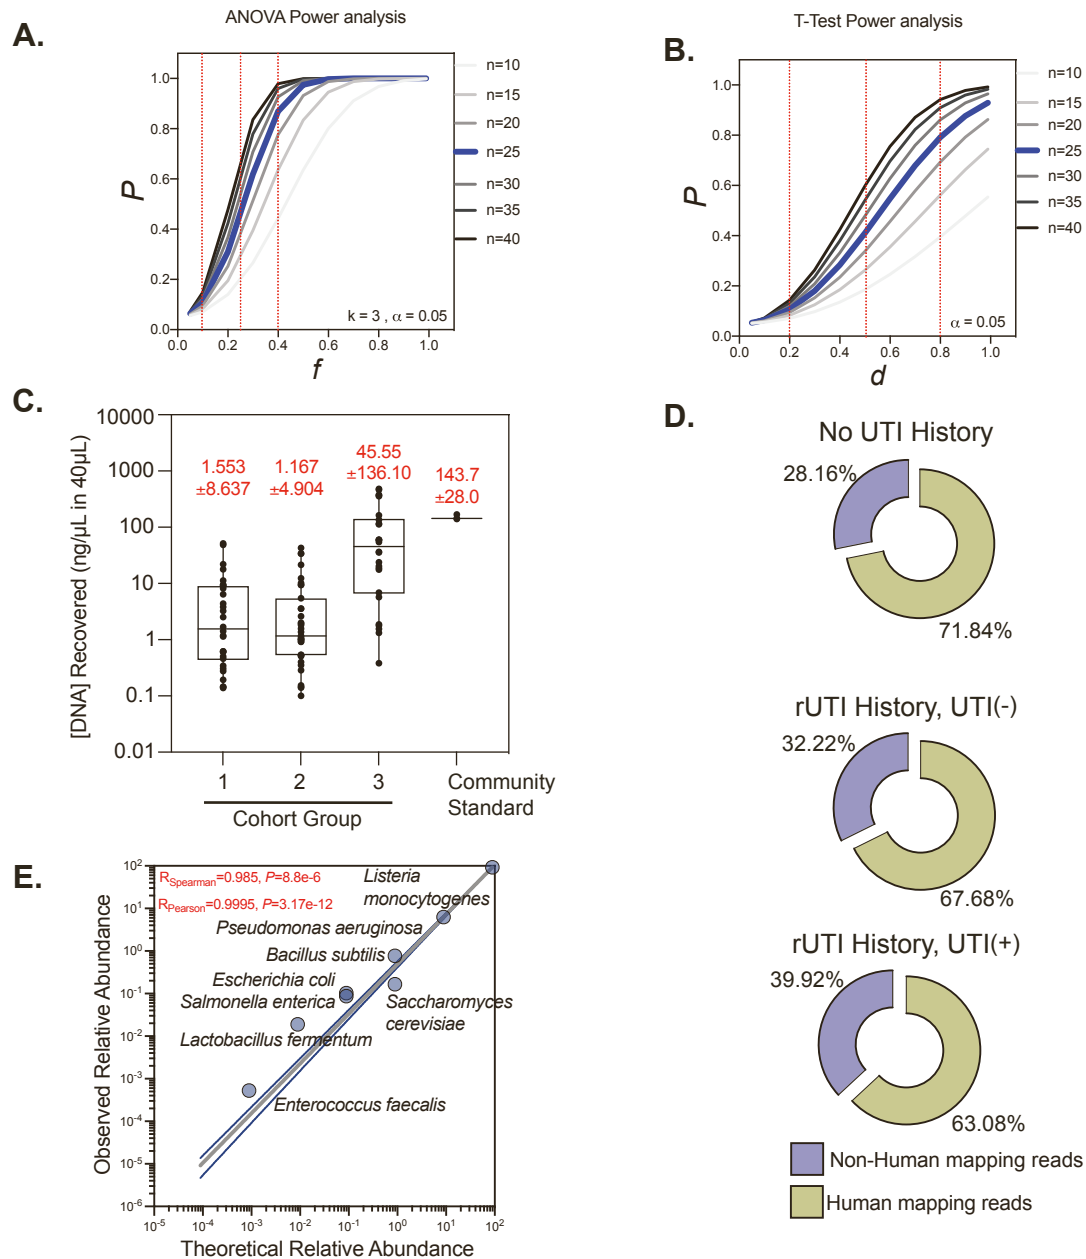 ANOVA Power analysis
A.
1.0
0.8
0.6
0.4
0.2
0.0
P
0.0 0.2 0.4 0.6 0.8 1.0
f
k = 3 , α = 0.05
n=10
n=15
n=20
n=25
n=30
n=35
n=40
T-Test Power analysis
B.
1.0
0.8
0.6
0.4
0.2
0.0
P
0.0 0.2 0.4 0.6 0.8 1.0
d
α = 0.05
n=10
n=15
n=20
n=25
n=30
n=35
n=40
C.
[DNA] Recovered (ng/µL in 40µL)
10000
1000
100
10
1
0.1
0.01
1.553
±8.637
1.167
±4.904
45.55
±136.10
143.7
±28.0
1 2 3 Community
Standard
Cohort Group
D.
No UTI History
28.16%
71.84%
rUTI History, UTI(-)
32.22%
67.68%
rUTI History, UTI(+)
39.92%
63.08%
Non-Human mapping reads
Human mapping reads
E.
Observed Relative Abundance
10²
10¹
10⁰
10⁻¹
10⁻²
10⁻³
10⁻⁴
10⁻⁵
10⁻⁶
R_Spearman=0.985, P=8.8e-6
R_Pearson=0.9995, P=3.17e-12
Listeria
monocytogenes
Pseudomonas aeruginosa
Bacillus subtilis
Escherichia coli
Salmonella enterica
Saccharomyces
cerevisiae
Lactobacillus fermentum
Enterococcus faecalis
10⁻⁵ 10⁻⁴ 10⁻³ 10⁻² 10⁻¹ 10⁰ 10¹ 10²
Theoretical Relative Abundance